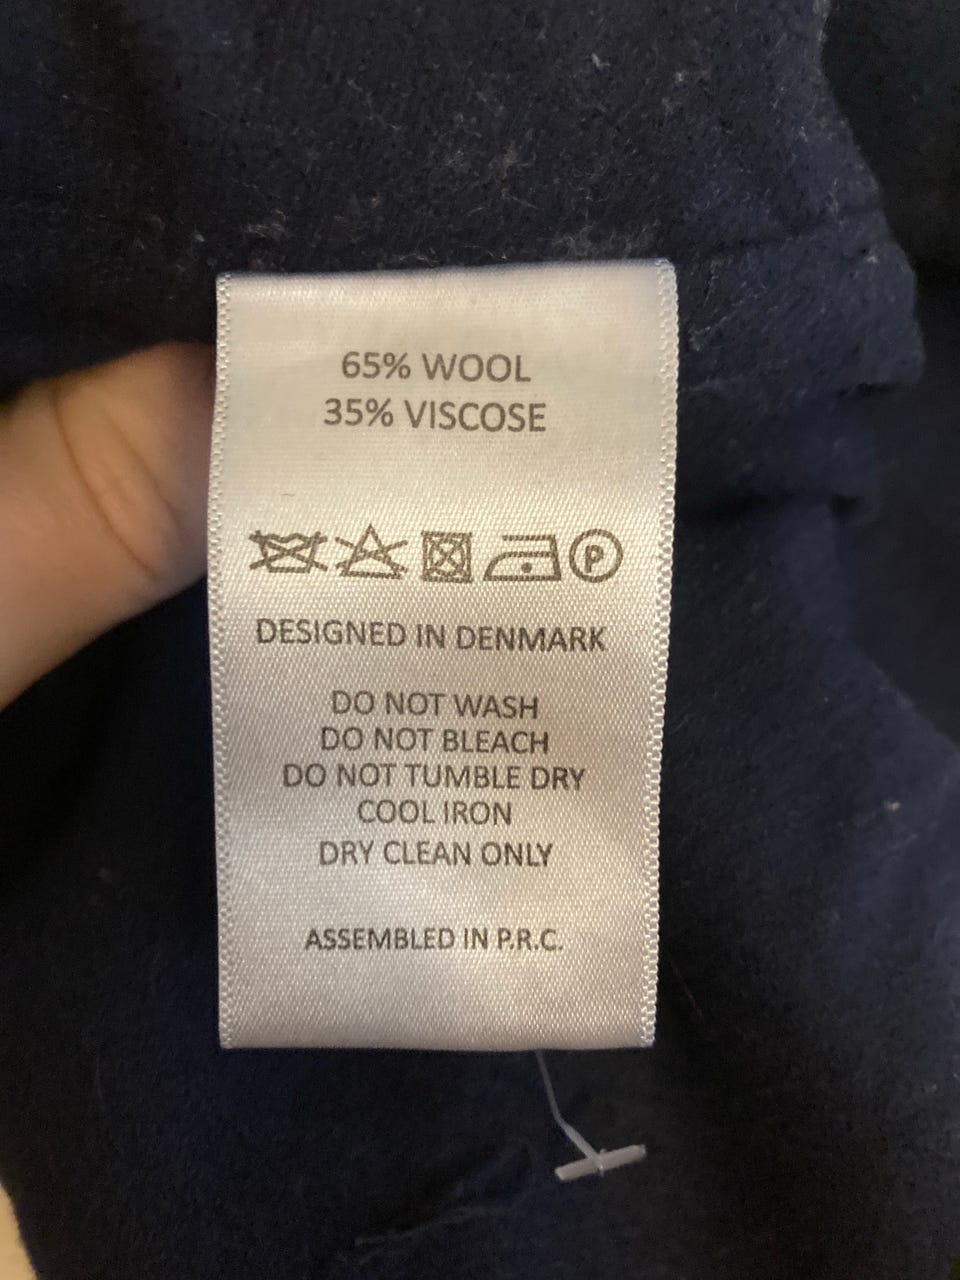 65% WOOL
35% VISCOSE
P
DESIGNED IN DENMARK
DO NOT WASH
DO NOT BLEACH
DO NOT TUMBLE DRY
COOL IRON
DRY CLEAN ONLY
ASSEMBLED IN P.R.C.